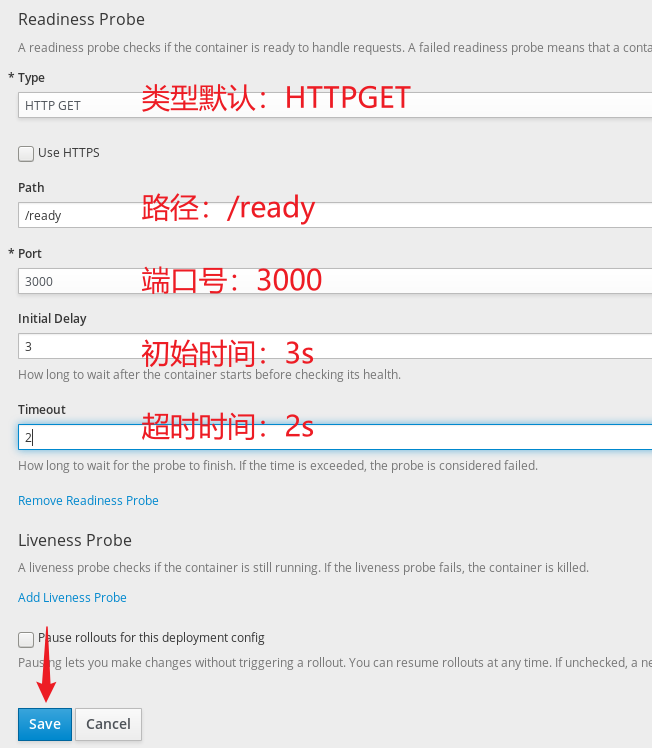 Readiness Probe
A readiness probe checks if the container is ready to handle requests. A failed readiness probe means that a
* Type
HTTP GET
类型默认：HTTPGET
Use HTTPS
Path
/ready
路径：/ready
* Port
3000
端口号：3000
Initial Delay
3
初始时间：3s
How long to wait after the container starts before checking its health.
Timeout
2
超时时间：2s
How long to wait for the probe to finish. If the time is exceeded, the probe is considered failed.
Remove Readiness Probe
Liveness Probe
A liveness probe checks if the container is still running. If the liveness probe fails, the container is killed.
Add Liveness Probe
Pause rollouts for this deployment config
Pausing lets you make changes without triggering a rollout. You can resume rollouts at any time. If unchecked, a
Save Cancel